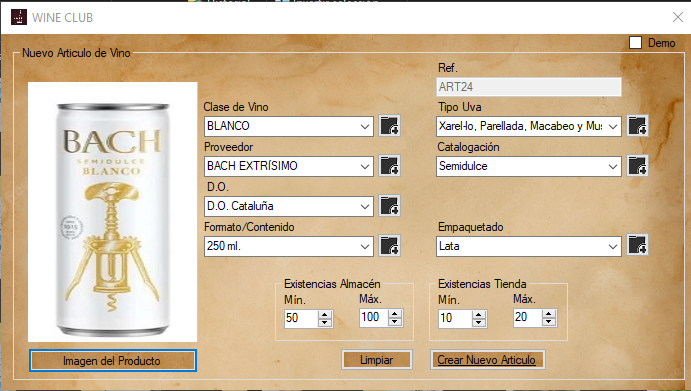 WINE CLUB
Demo
Nuevo Articulo de Vino
Ref.
ART24
Clase de Vino
BLANCO
Tipo Uva
Xarel·lo, Parellada, Macabeo y Mus
Proveedor
BACH EXTRÍSIMO
Catalogación
Semidulce
D.O.
D.O. Cataluña
Formato/Contenido
250 ml.
Empaquetado
Lata
BACH
SEMIDULCE
BLANCO
1915
Existencias Almacén
Mín.
Máx.
50
100
Existencias Tienda
Mín.
Máx.
10
20
Imagen del Producto
Limpiar
Crear Nuevo Articulo